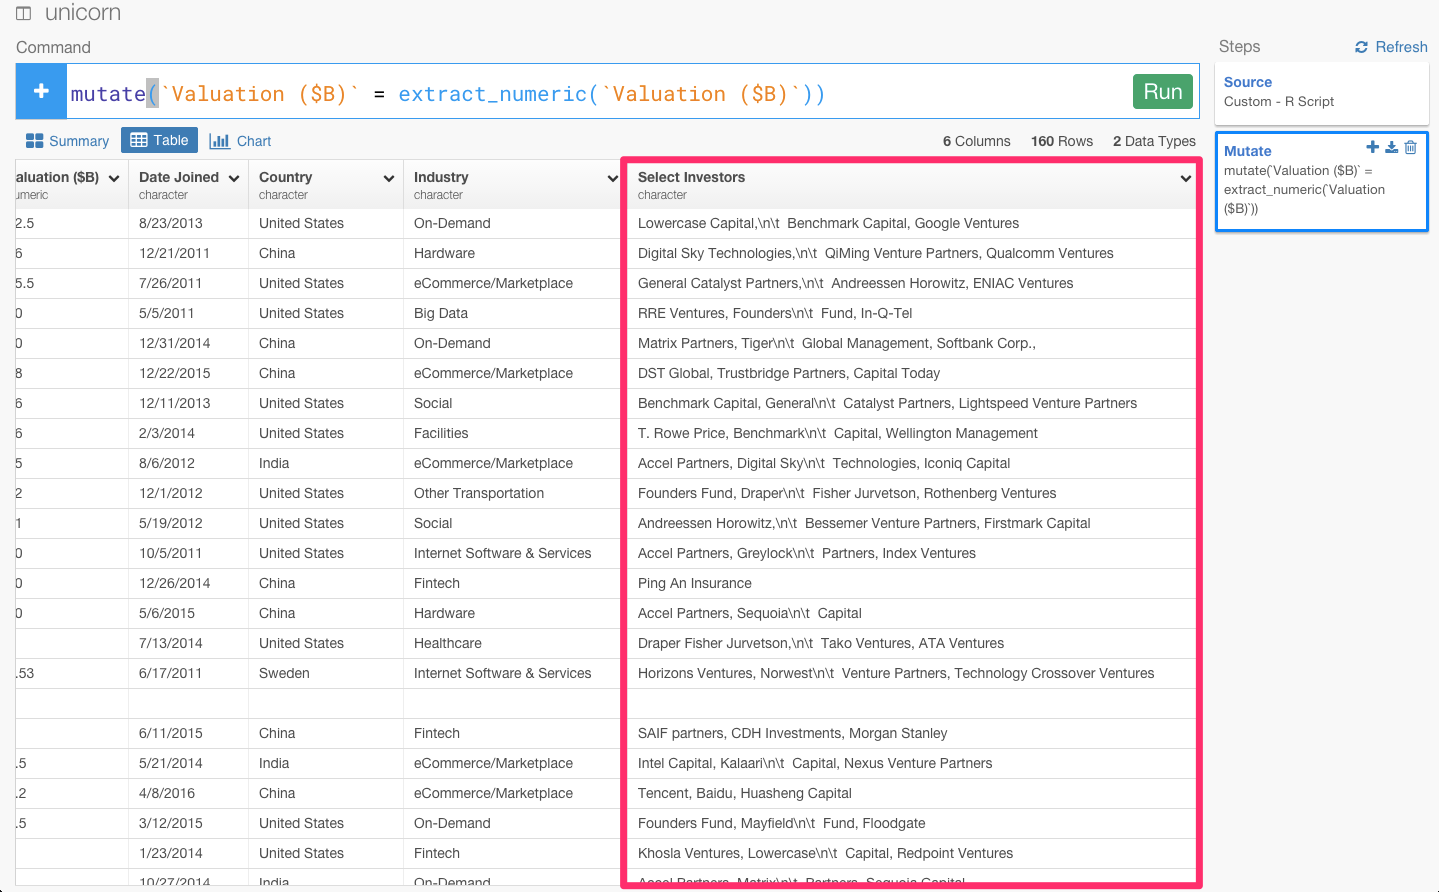 unicorn
Command
mutate(`Valuation ($B)` = extract_numeric(`Valuation ($B)`))
Run
Summary Table Chart
6 Columns 160 Rows 2 Data Types
aluation ($B) Date Joined Country Industry Select Investors
umeric character character character character
2.5 8/23/2013 United States On-Demand Lowercase Capital,\n\t Benchmark Capital, Google Ventures
6 12/21/2011 China Hardware Digital Sky Technologies,\n\t QiMing Venture Partners, Qualcomm Ventures
5.5 7/26/2011 United States eCommerce/Marketplace General Catalyst Partners,\n\t Andreessen Horowitz, ENIAC Ventures
0 5/5/2011 United States Big Data RRE Ventures, Founders\n\t Fund, In-Q-Tel
0 12/31/2014 China On-Demand Matrix Partners, Tiger\n\t Global Management, Softbank Corp.,
8 12/22/2015 China eCommerce/Marketplace DST Global, Trustbridge Partners, Capital Today
6 12/11/2013 United States Social Benchmark Capital, General\n\t Catalyst Partners, Lightspeed Venture Partners
6 2/3/2014 United States Facilities T. Rowe Price, Benchmark\n\t Capital, Wellington Management
5 8/6/2012 India eCommerce/Marketplace Accel Partners, Digital Sky\n\t Technologies, Iconiq Capital
2 12/1/2012 United States Other Transportation Founders Fund, Draper\n\t Fisher Jurvetson, Rothenberg Ventures
1 5/19/2012 United States Social Andreessen Horowitz,\n\t Bessemer Venture Partners, Firstmark Capital
0 10/5/2011 United States Internet Software & Services Accel Partners, Greylock\n\t Partners, Index Ventures
0 12/26/2014 China Fintech Ping An Insurance
0 5/6/2015 China Hardware Accel Partners, Sequoia\n\t Capital
7/13/2014 United States Healthcare Draper Fisher Jurvetson,\n\t Tako Ventures, ATA Ventures
.53 6/17/2011 Sweden Internet Software & Services Horizons Ventures, Norwest\n\t Venture Partners, Technology Crossover Ventures
6/11/2015 China Fintech SAIF partners, CDH Investments, Morgan Stanley
.5 5/21/2014 India eCommerce/Marketplace Intel Capital, Kalaari\n\t Capital, Nexus Venture Partners
.2 4/8/2016 China eCommerce/Marketplace Tencent, Baidu, Huasheng Capital
.5 3/12/2015 United States On-Demand Founders Fund, Mayfield\n\t Fund, Floodgate
1/23/2014 United States Fintech Khosla Ventures, Lowercase\n\t Capital, Redpoint Ventures
10/27/2014 India On-Demand Accel Partners, Matrix\n\t Partners, Sequoia Capital
Steps Refresh
Source
Custom - R Script
Mutate
mutate(`Valuation ($B)` =
extract_numeric(`Valuation
($B)`))